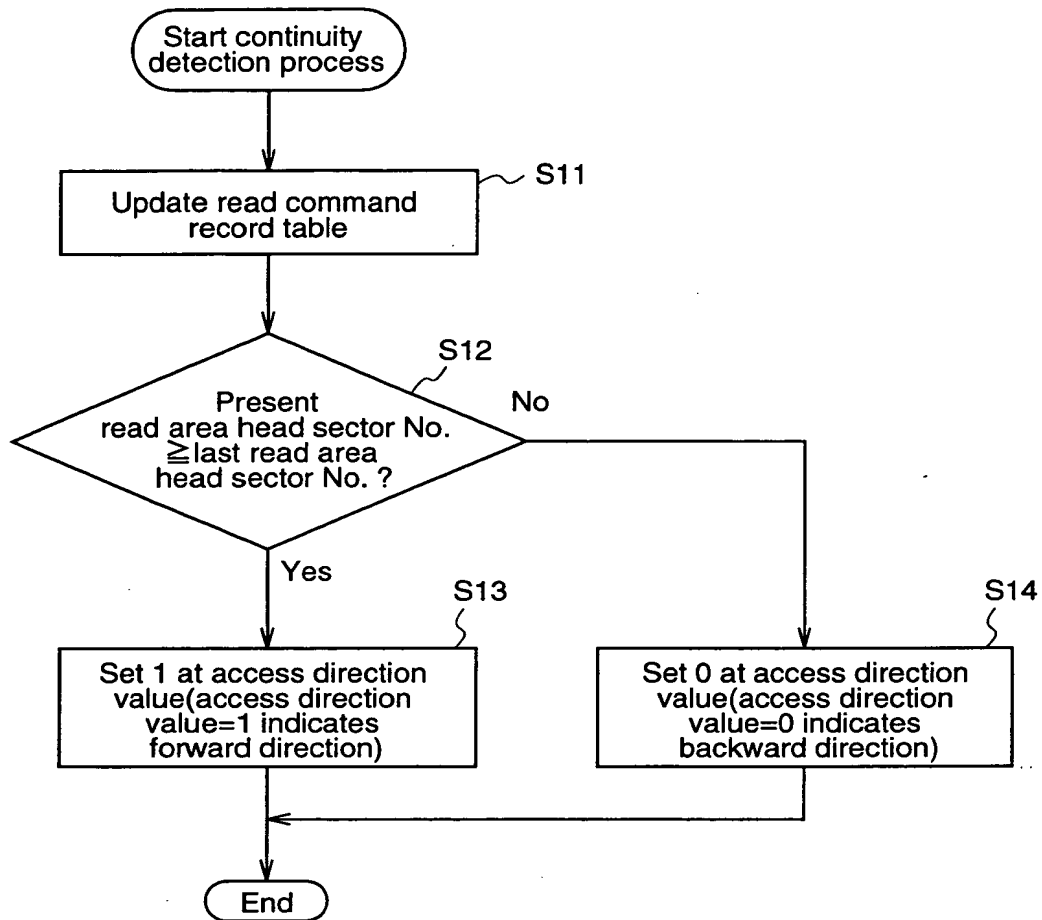 Start continuity
detection process
S11
Update read command
record table
S12
Present
read area head sector No.
≧last read area
head sector No. ?
No
Yes
S13
Set 1 at access direction
value(access direction
value=1 indicates
forward direction)
S14
Set 0 at access direction
value(access direction
value=0 indicates
backward direction)
End